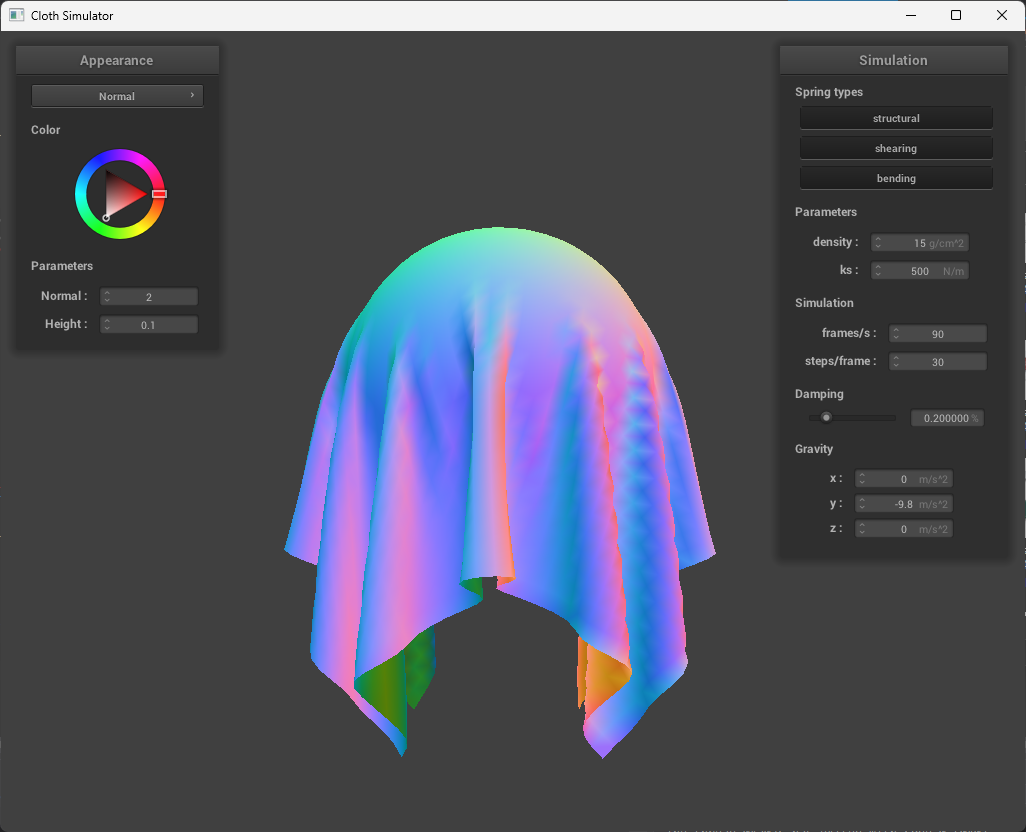 Cloth Simulator
Appearance
Normal
Color
Parameters
Normal :
2
Height :
0.1
Simulation
Spring types
structural
shearing
bending
Parameters
density :
15 g/cm^2
ks :
500 N/m
Simulation
frames/s :
90
steps/frame :
30
Damping
0.200000 %
Gravity
x :
0 m/s^2
y :
-9.8 m/s^2
z :
0 m/s^2